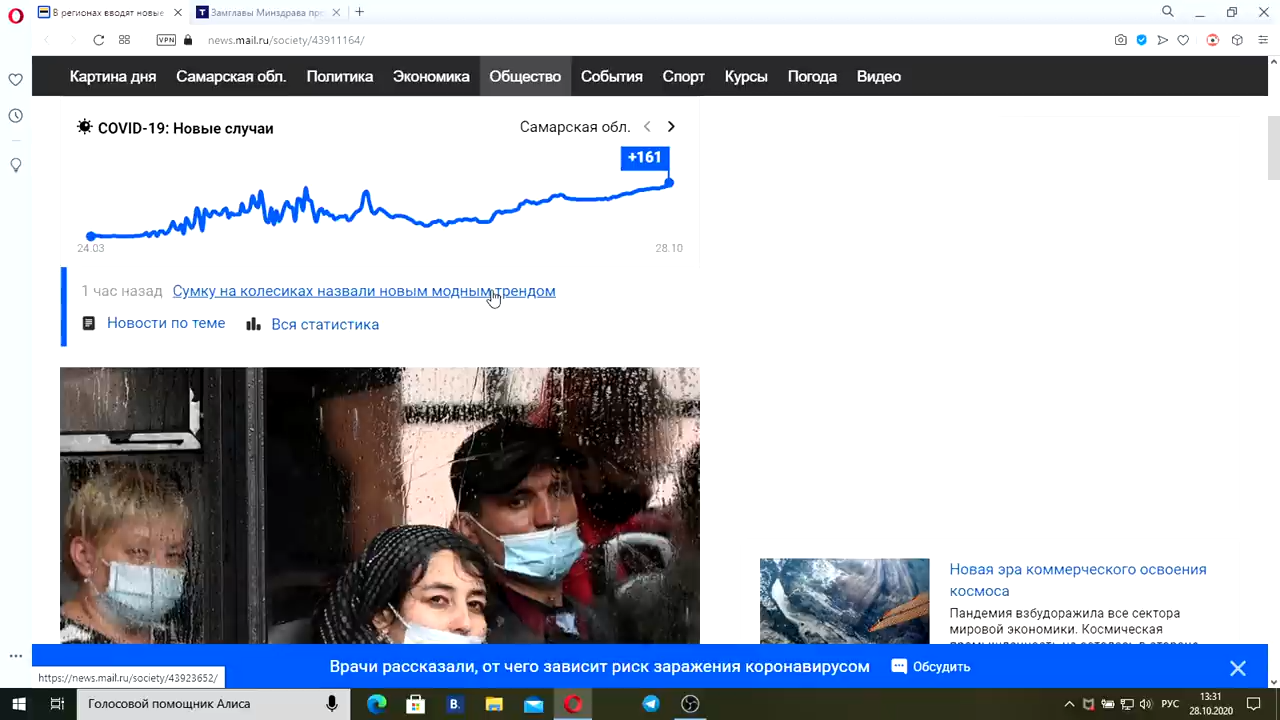 В регионах вводят новые
Замглавы Минздрава пр
VPN
news.mail.ru/society/43911164/
Картина дня
Самарская обл.
Политика
Экономика
Общество
События
Спорт
Курсы
Погода
Видео
COVID-19: Новые случаи
Самарская обл.
+161
24.03
28.10
1 час назад Сумку на колесиках назвали новым модным трендом
Новости по теме
Вся статистика
Новая эра коммерческого освоения
космоса
Пандемия взбудоражила все сектора
мировой экономики. Космическая
Врачи рассказали, от чего зависит риск заражения коронавирусом
Обсудить
https://news.mail.ru/society/43923652/
Голосовой помощник Алиса
РУС
13:31
28.10.2020